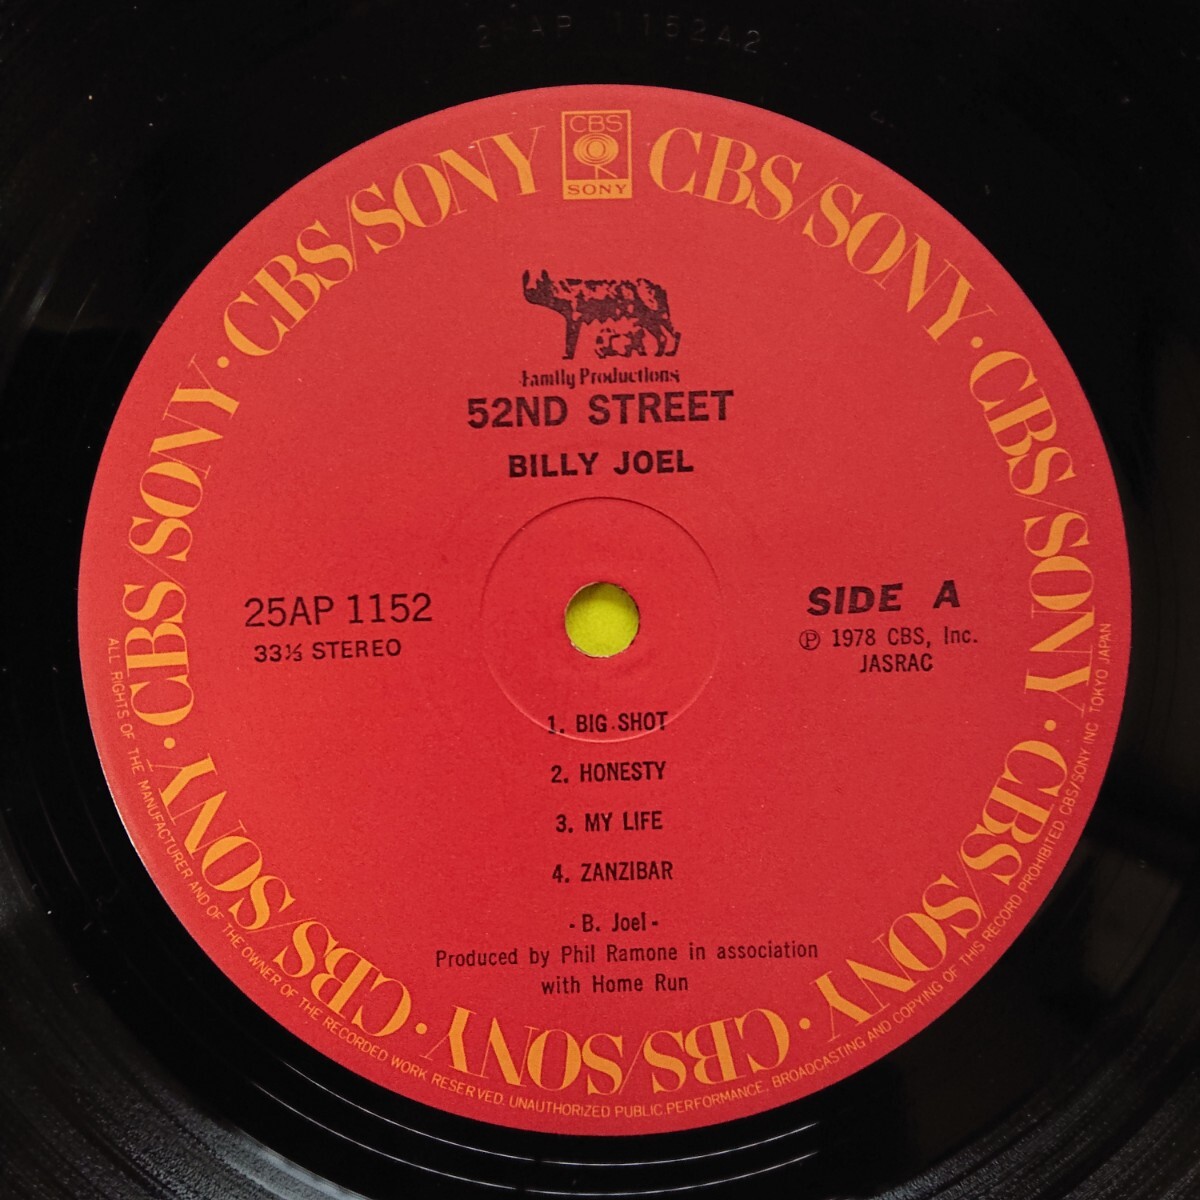 25AP 1152A2
CBS
SONY
CBS/SONY · CBS/SONY · CBS/SONY · CBS/SONY · CBS/SONY · CBS/SONY · CBS/SONY · CBS/SONY
Family Productions
52ND STREET
BILLY JOEL
25AP 1152
33⅓ STEREO
SIDE A
Ⓟ 1978 CBS, Inc.
JASRAC
1. BIG SHOT
2. HONESTY
3. MY LIFE
4. ZANZIBAR
- B. Joel -
Produced by Phil Ramone in association
with Home Run
ALL RIGHTS OF THE MANUFACTURER AND OF THE OWNER OF THE RECORDED WORK RESERVED. UNAUTHORIZED PUBLIC PERFORMANCE, BROADCASTING AND COPYING OF THIS RECORD PROHIBITED. CBS/SONY INC TOKYO JAPAN